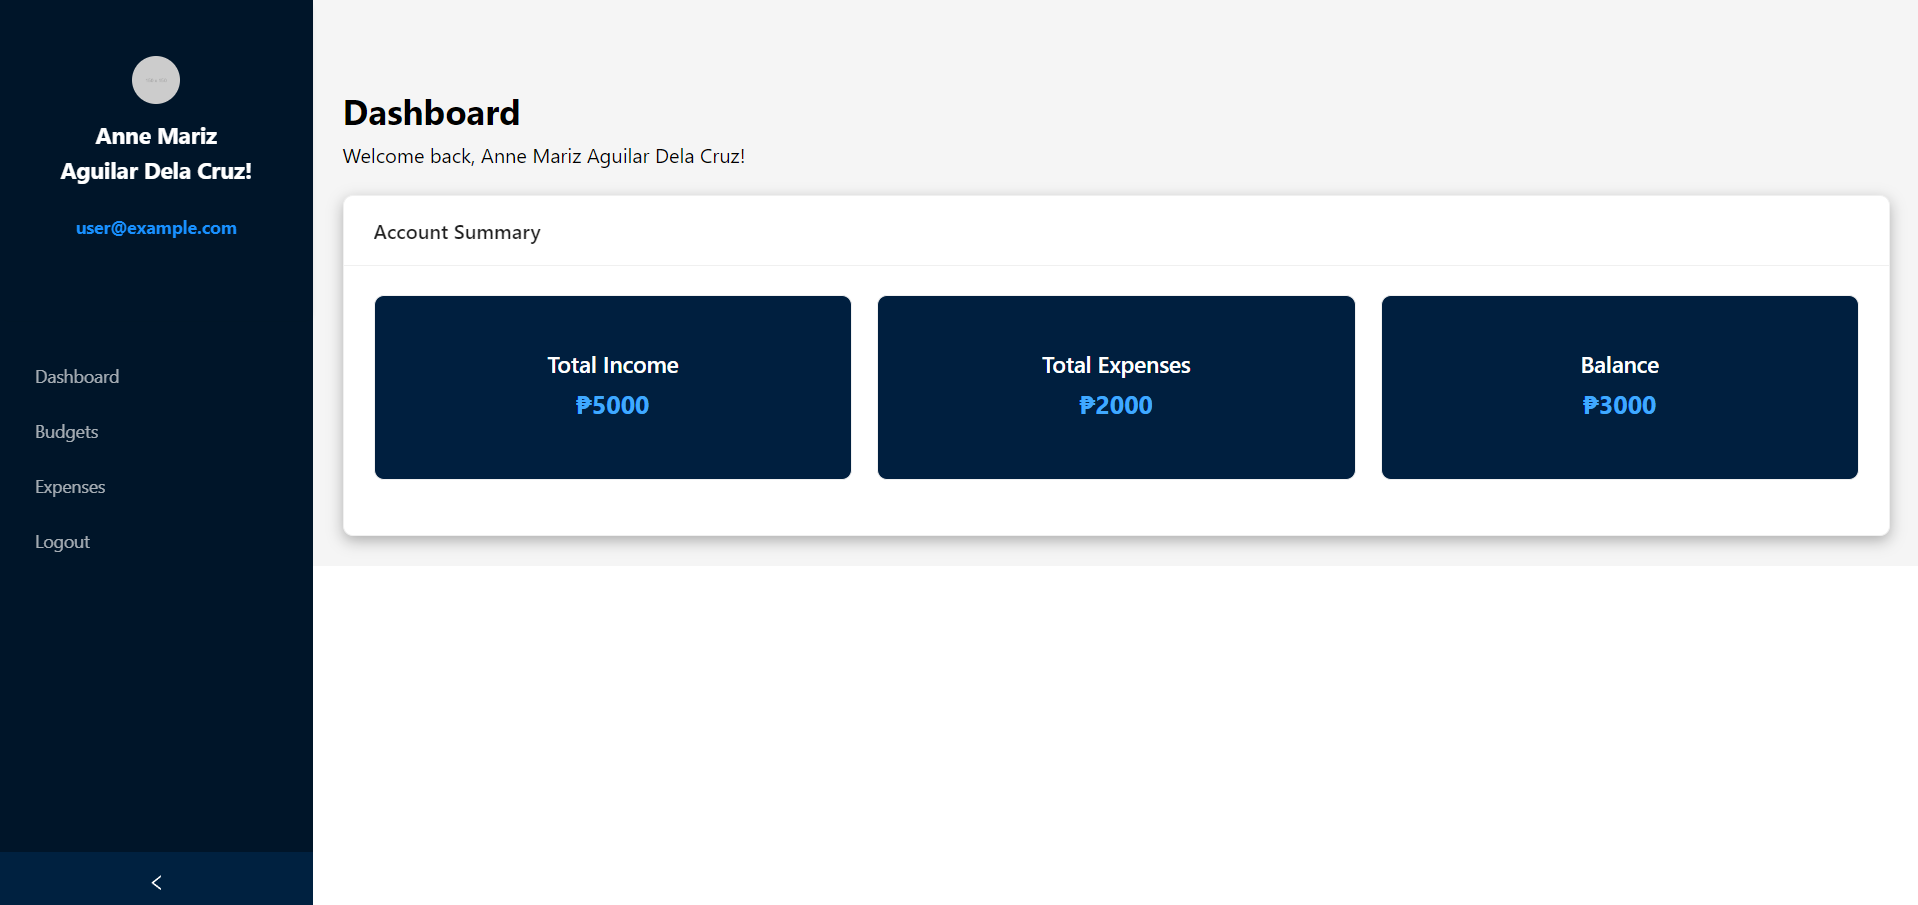 Anne Mariz
Aguilar Dela Cruz!
user@example.com
Dashboard
Budgets
Expenses
Logout
Dashboard
Welcome back, Anne Mariz Aguilar Dela Cruz!
Account Summary
Total Income
₱5000
Total Expenses
₱2000
Balance
₱3000